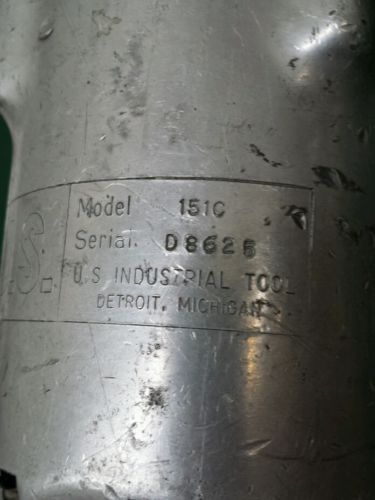 .S.
Model 151C
Serial D8625
U.S INDUSTRIAL TOOL
DETROIT, MICHIGAN